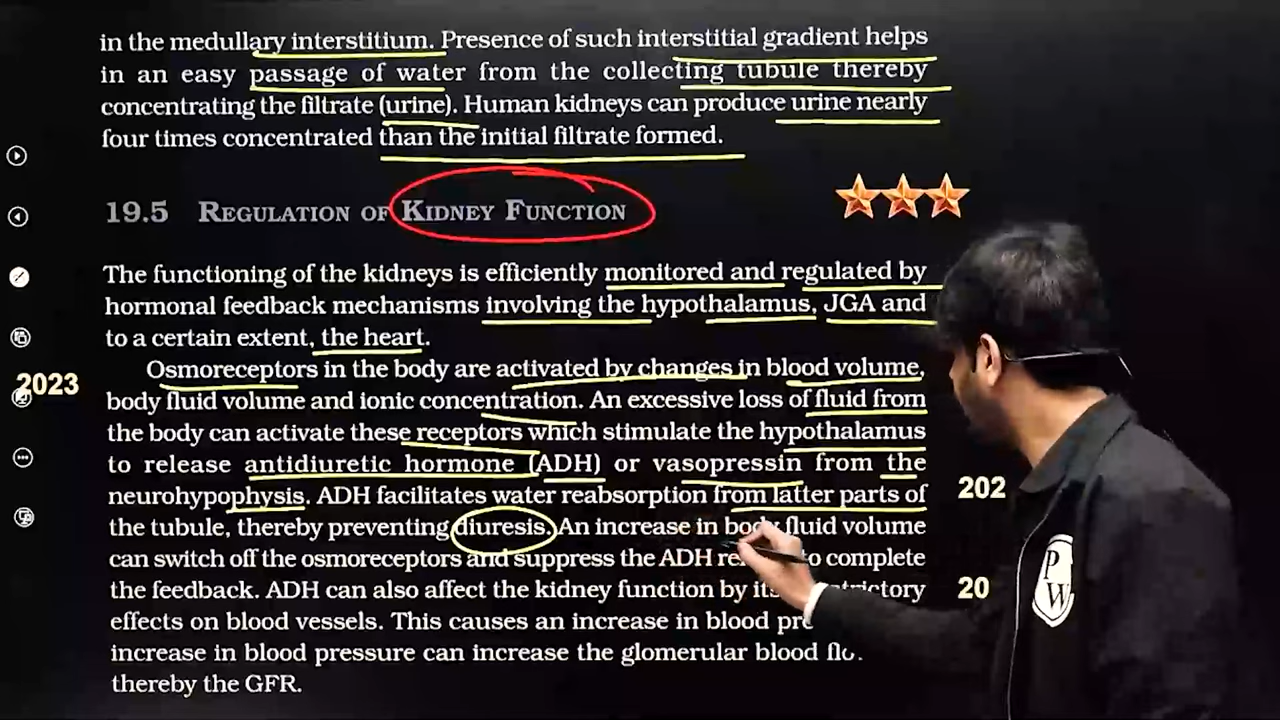 in the medullary interstitium. Presence of such interstitial gradient helps
in an easy passage of water from the collecting tubule thereby
concentrating the filtrate (urine). Human kidneys can produce urine nearly
four times concentrated than the initial filtrate formed.
19.5 REGULATION OF KIDNEY FUNCTION
The functioning of the kidneys is efficiently monitored and regulated by
hormonal feedback mechanisms involving the hypothalamus, JGA and
to a certain extent, the heart.
2023
Osmoreceptors in the body are activated by changes in blood volume,
body fluid volume and ionic concentration. An excessive loss of fluid from
the body can activate these receptors which stimulate the hypothalamus
to release antidiuretic hormone (ADH) or vasopressin from the
neurohypophysis. ADH facilitates water reabsorption from latter parts of
202
the tubule, thereby preventing diuresis. An increase in body fluid volume
can switch off the osmoreceptors and suppress the ADH to complete
the feedback. ADH can also affect the kidney function by its
20
effects on blood vessels. This causes an increase in blood
increase in blood pressure can increase the glomerular blood
thereby the GFR.
P
W